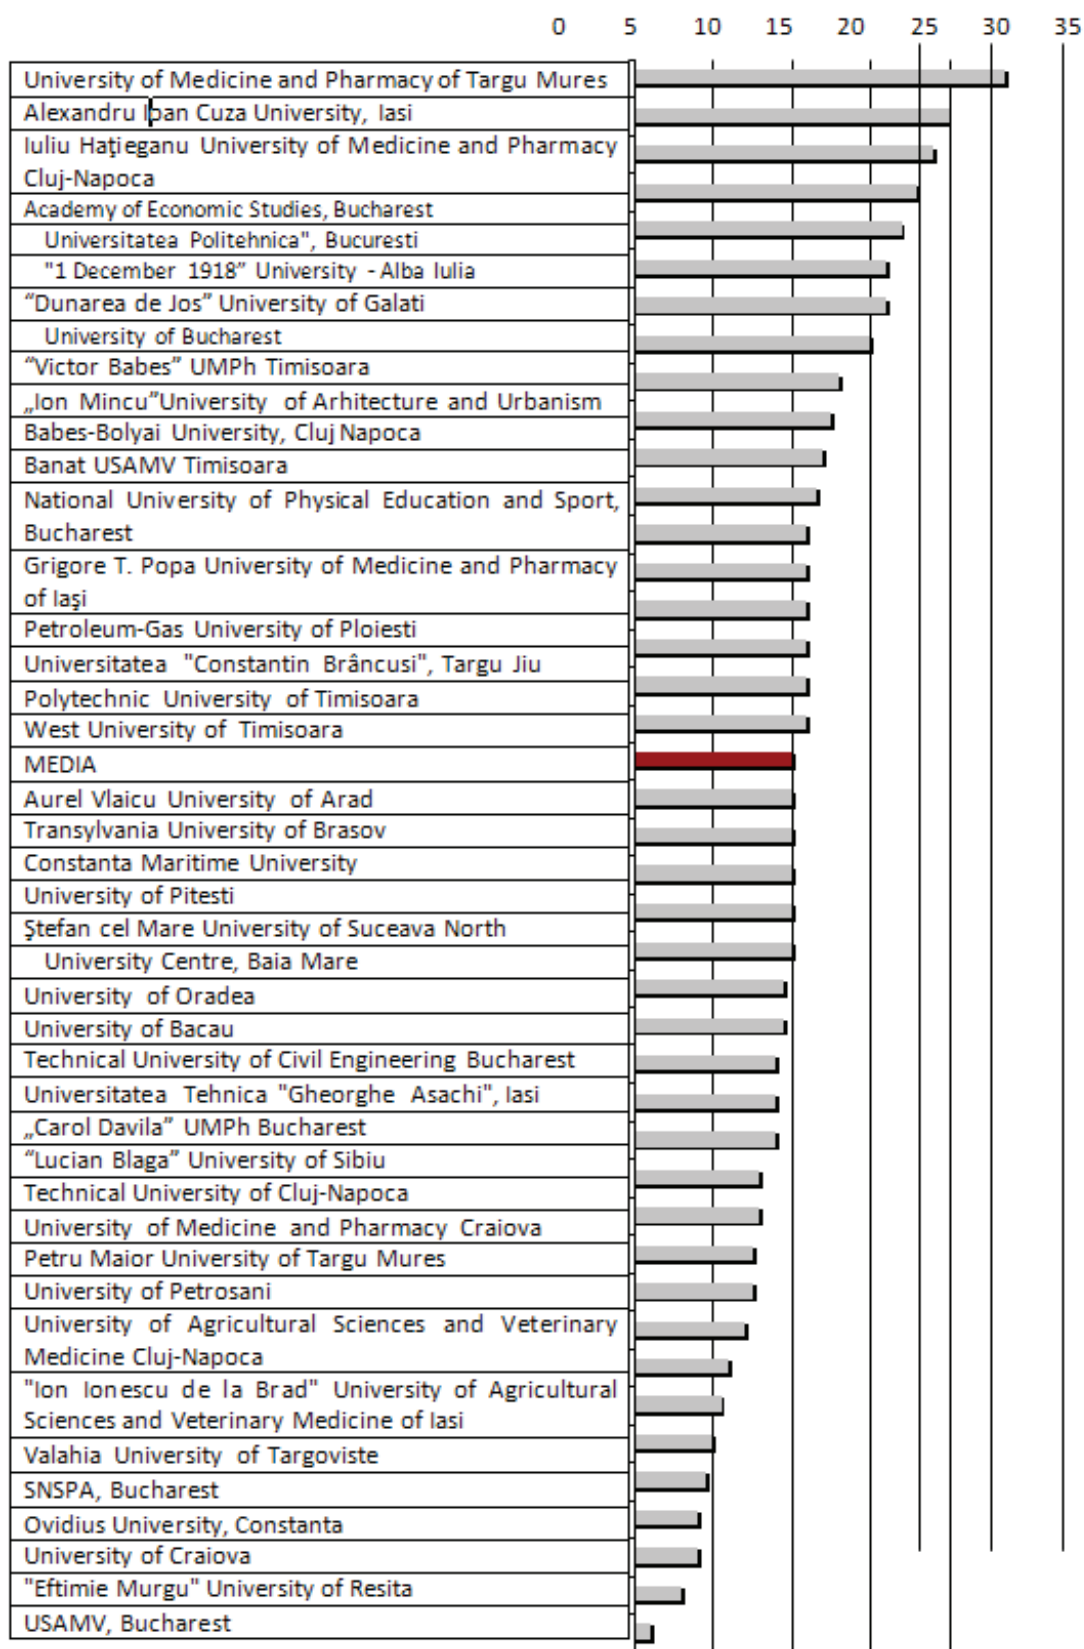 0 5 10 15 20 25 30 35
University of Medicine and Pharmacy of Targu Mures
Alexandru Ioan Cuza University, Iasi
Iuliu Haţieganu University of Medicine and Pharmacy
Cluj-Napoca
Academy of Economic Studies, Bucharest
Universitatea Politehnica", Bucuresti
"1 December 1918” University - Alba Iulia
“Dunarea de Jos” University of Galati
University of Bucharest
“Victor Babes” UMPh Timisoara
„Ion Mincu”University of Arhitecture and Urbanism
Babes-Bolyai University, Cluj Napoca
Banat USAMV Timisoara
National University of Physical Education and Sport,
Bucharest
Grigore T. Popa University of Medicine and Pharmacy
of Iaşi
Petroleum-Gas University of Ploiesti
Universitatea "Constantin Brâncusi", Targu Jiu
Polytechnic University of Timisoara
West University of Timisoara
MEDIA
Aurel Vlaicu University of Arad
Transylvania University of Brasov
Constanta Maritime University
University of Pitesti
Ştefan cel Mare University of Suceava North
University Centre, Baia Mare
University of Oradea
University of Bacau
Technical University of Civil Engineering Bucharest
Universitatea Tehnica "Gheorghe Asachi", Iasi
„Carol Davila” UMPh Bucharest
“Lucian Blaga” University of Sibiu
Technical University of Cluj-Napoca
University of Medicine and Pharmacy Craiova
Petru Maior University of Targu Mures
University of Petrosani
University of Agricultural Sciences and Veterinary
Medicine Cluj-Napoca
"Ion Ionescu de la Brad" University of Agricultural
Sciences and Veterinary Medicine of Iasi
Valahia University of Targoviste
SNSPA, Bucharest
Ovidius University, Constanta
University of Craiova
"Eftimie Murgu" University of Resita
USAMV, Bucharest